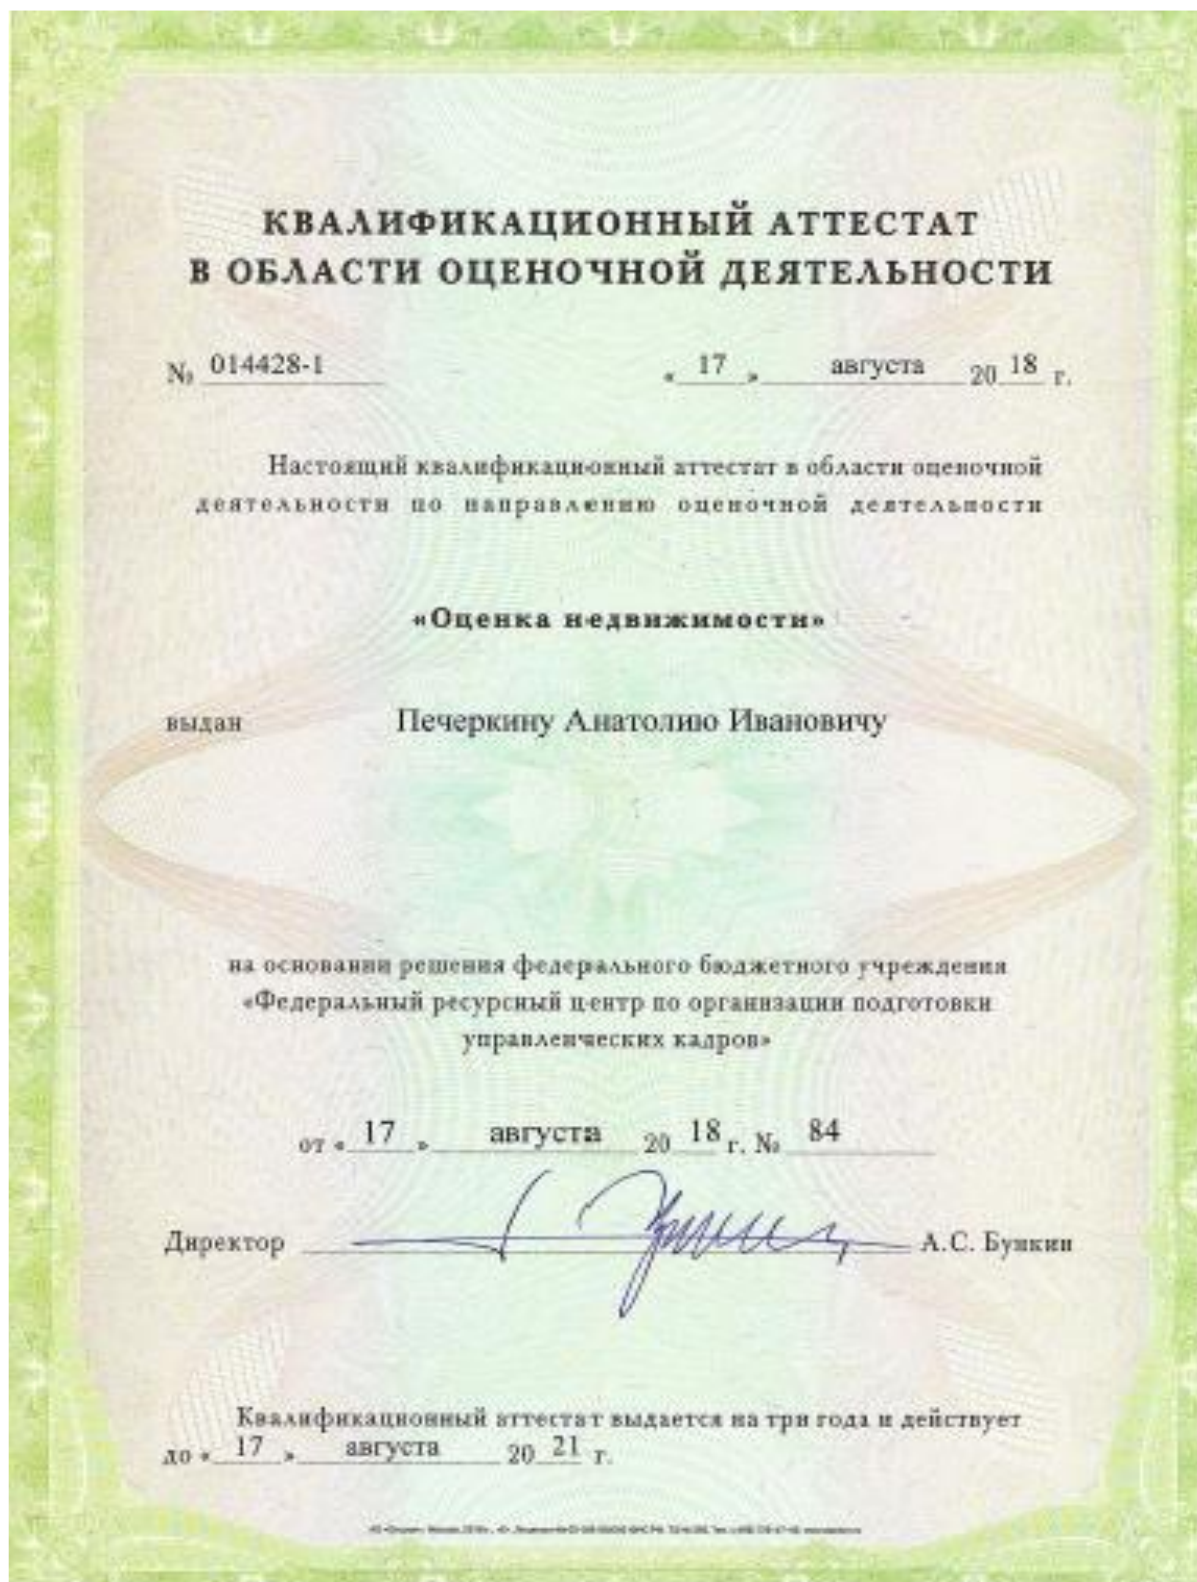 КВАЛИФИКАЦИОННЫЙ АТТЕСТАТ
В ОБЛАСТИ ОЦЕНОЧНОЙ ДЕЯТЕЛЬНОСТИ
№ 014428-1 « 17 » августа 20 18 г.
Настоящий квалификационный аттестат в области оценочной
деятельности по направлению оценочной деятельности
«Оценка недвижимости»
выдан Печеркину Анатолию Ивановичу
на основании решения федерального бюджетного учреждения
«Федеральный ресурсный центр по организации подготовки
управленческих кадров»
от « 17 » августа 20 18 г. № 84
Директор А.С. Бункин
Квалификационный аттестат выдается на три года и действует
до « 17 » августа 20 21 г.